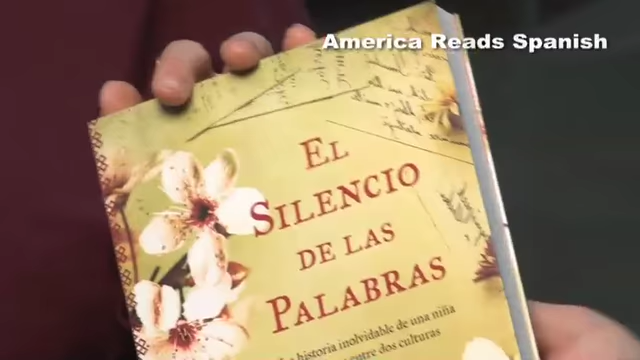 America Reads Spanish
EL
SILENCIO
DE LAS
PALABRAS
historia inolvidable de una niña
entre dos culturas